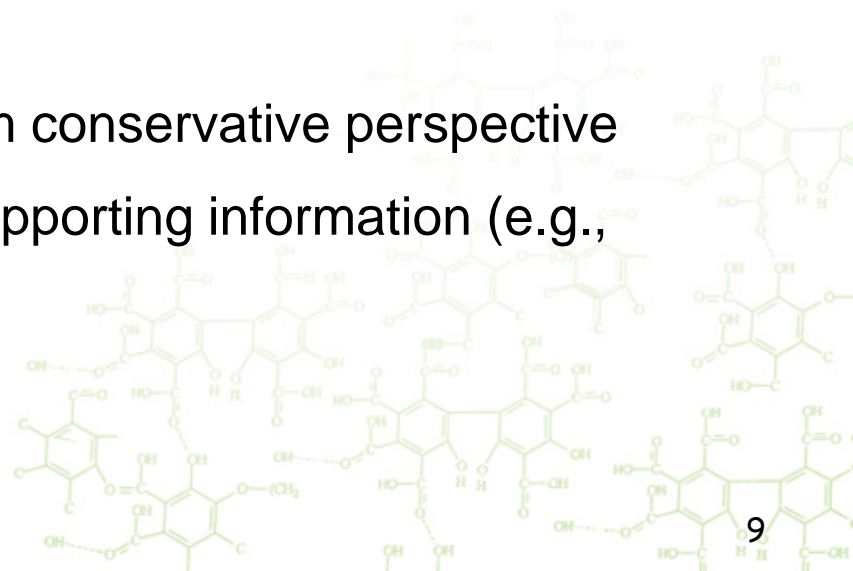 n conservative perspective
pporting information (e.g.,
9